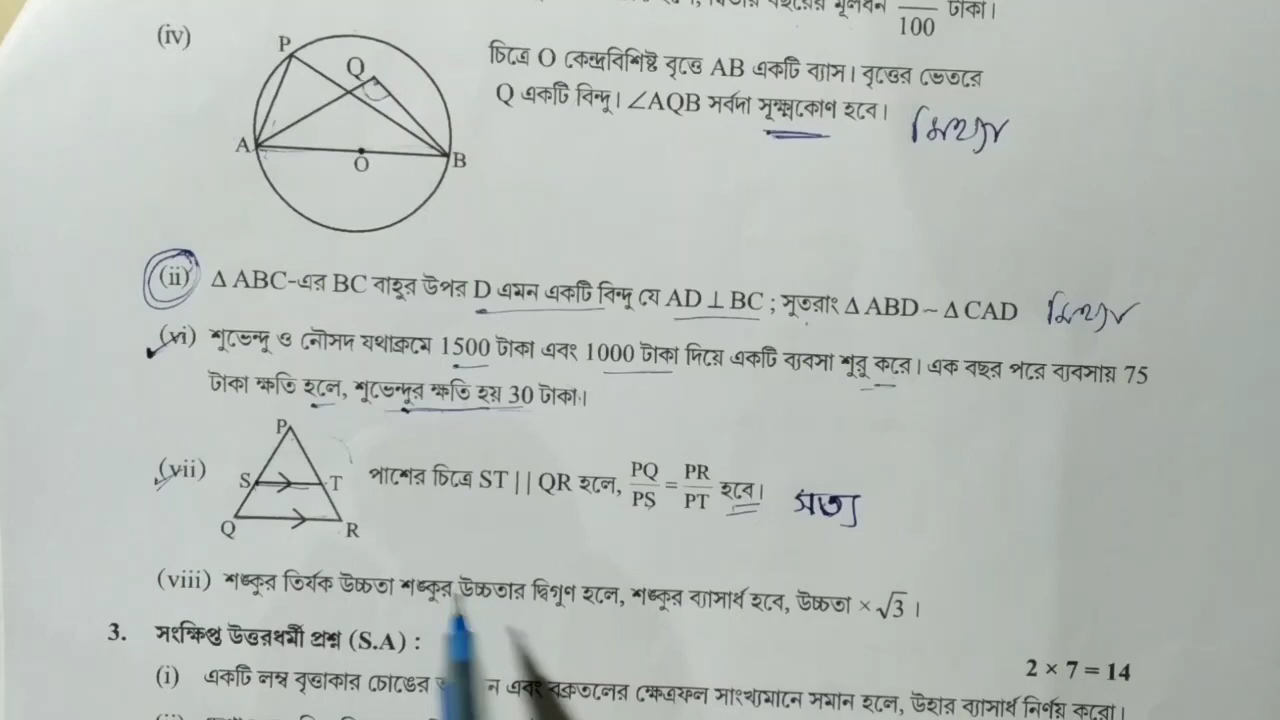 মূলধন
100 টাকা।
(iv)
P
Q
A
O
B
চিত্রে O কেন্দ্রবিশিষ্ট বৃত্তে AB একটি ব্যাস। বৃত্তের ভেতরে
Q একটি বিন্দু। ∠AQB সর্বদা সূক্ষ্মকোণ হবে। মিথ্যা
(ii) Δ ABC-এর BC বাহুর উপর D এমন একটি বিন্দু যে AD ⊥ BC ; সুতরাং Δ ABD ~ Δ CAD মিথ্যা
(vi) শুভেন্দু ও নৌসদ যথাক্রমে 1500 টাকা এবং 1000 টাকা দিয়ে একটি ব্যবসা শুরু করে। এক বছর পরে ব্যবসায় 75
টাকা ক্ষতি হলে, শুভেন্দুর ক্ষতি হয় 30 টাকা।
(vii)
P
S T
Q R
পাশের চিত্রে ST || QR হলে, PQ/PS = PR/PT হবে। সত্য
(viii) শঙ্কুর তির্যক উচ্চতা শঙ্কুর উচ্চতার দ্বিগুণ হলে, শঙ্কুর ব্যাসার্ধ হবে, উচ্চতা × √3 ।
3. সংক্ষিপ্ত উত্তরধর্মী প্রশ্ন (S.A) :
2 × 7 = 14
(i) একটি লম্ব বৃত্তাকার চোঙের এবং বক্রতলের ক্ষেত্রফল সাংখ্যমানে সমান হলে, উহার ব্যাসার্ধ নির্ণয় করো।